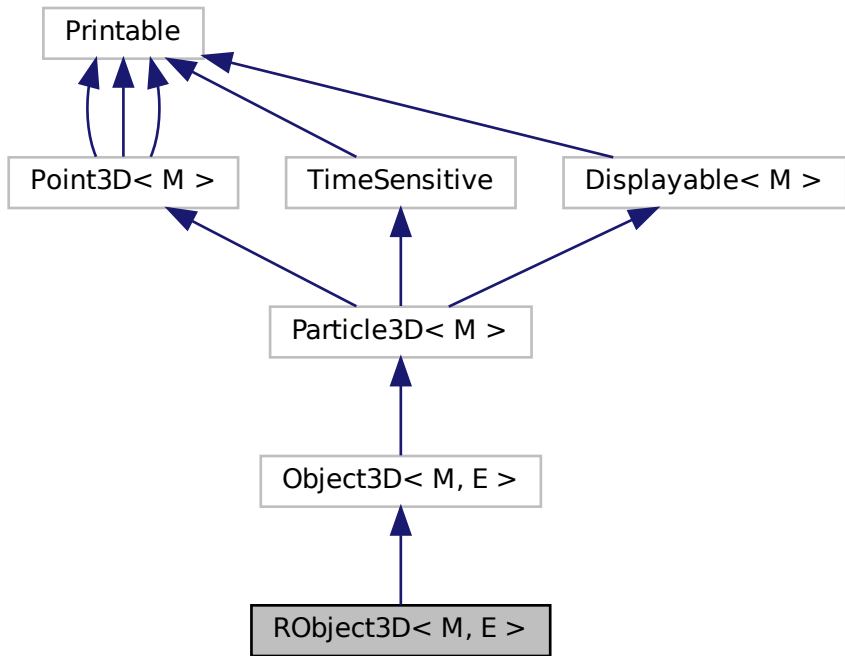 Printable
Point3D< M >
TimeSensitive
Displayable< M >
Particle3D< M >
Object3D< M, E >
RObject3D< M, E >